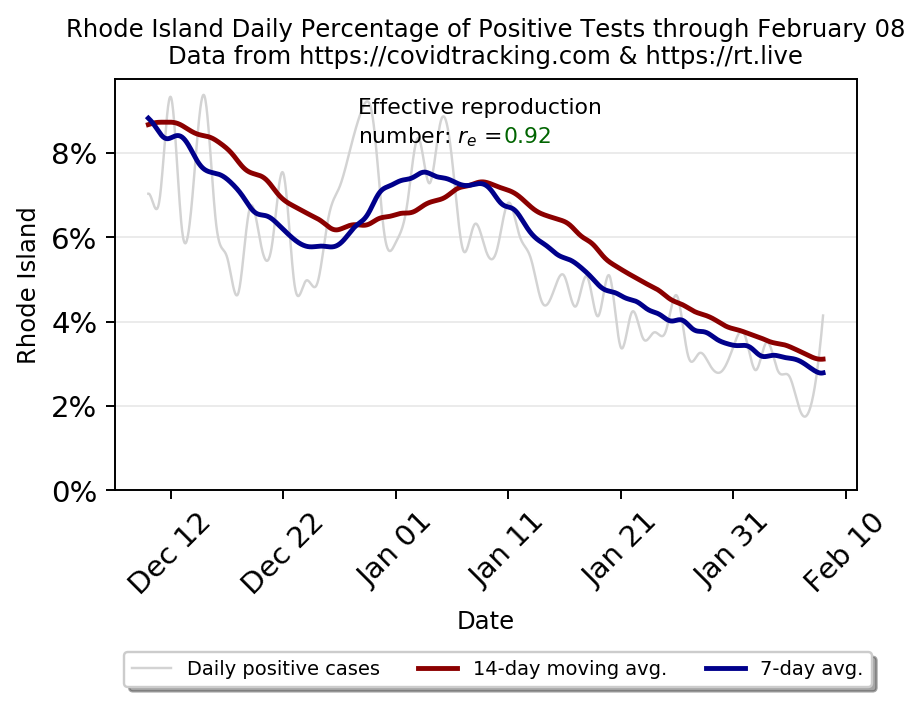 Rhode Island Daily Percentage of Positive Tests through February 08
Data from https://covidtracking.com & https://rt.live
Effective reproduction
number: rₑ =0.92
8%
6%
4%
2%
0%
Rhode Island
Dec 12
Dec 22
Jan 01
Jan 11
Jan 21
Jan 31
Feb 10
Date
Daily positive cases
14-day moving avg.
7-day avg.